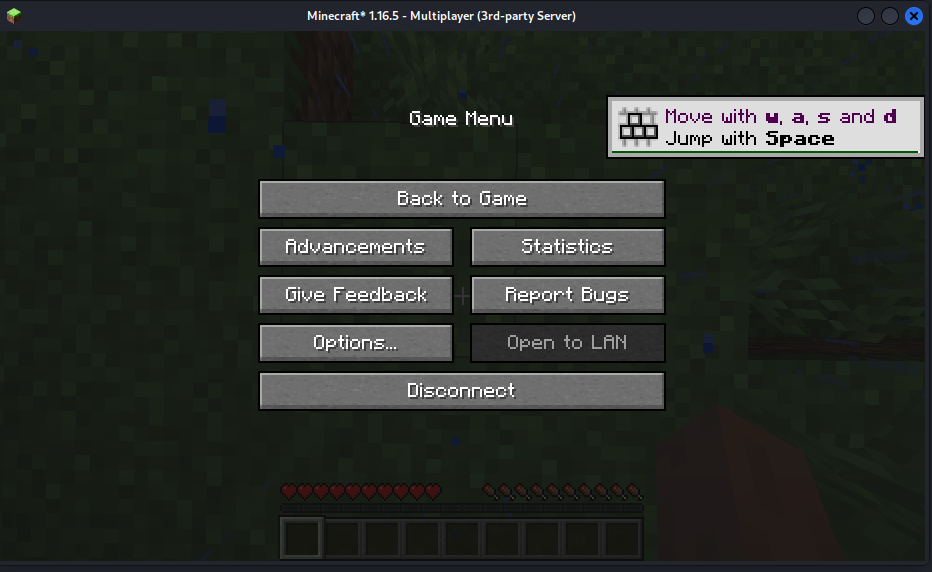 Minecraft* 1.16.5 - Multiplayer (3rd-party Server)
Game Menu
Move with w, a, s and d
Jump with Space
Back to Game
Advancements
Statistics
Give Feedback
Report Bugs
Options...
Open to LAN
Disconnect